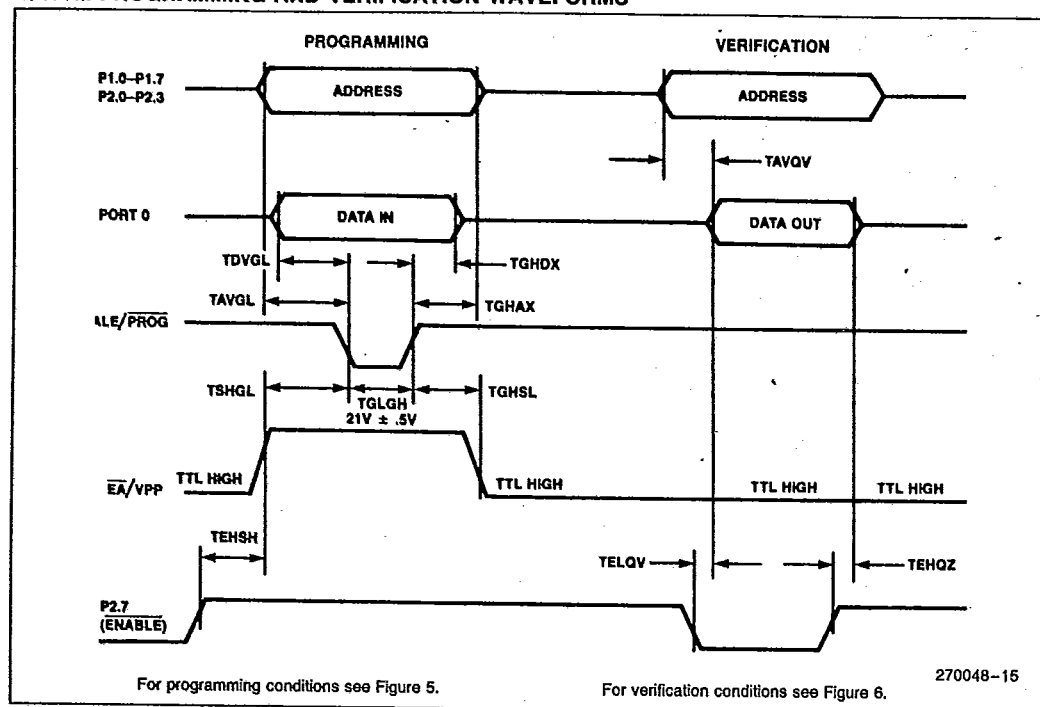 PROGRAMMING
VERIFICATION
P1.0–P1.7
P2.0–P2.3
ADDRESS
ADDRESS
TAVQV
PORT 0
DATA IN
DATA OUT
TDVGL
TGHDX
TAVGL
TGHAX
ALE/PROG
TSHGL
TGLGH
TGHSL
21V ± .5V
EA/VPP
TTL HIGH
TTL HIGH
TTL HIGH
TTL HIGH
TEHSH
TELQV
TEHQZ
P2.7
(ENABLE)
270048–15
For programming conditions see Figure 5.
For verification conditions see Figure 6.